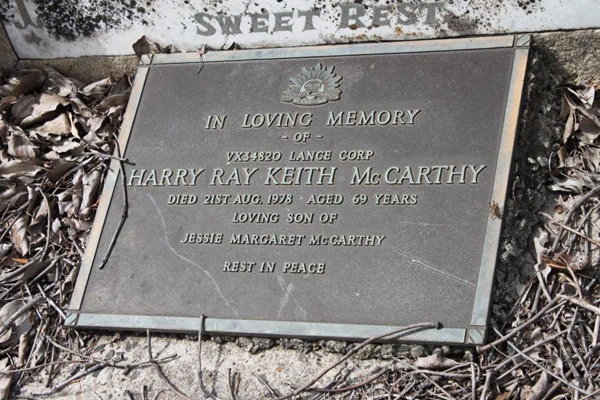 SWEET REST
IN LOVING MEMORY
- OF -
VX34820 LANCE CORP
HARRY RAY KEITH McCARTHY
DIED 21ST AUG. 1978 - AGED 69 YEARS
LOVING SON OF
JESSIE MARGARET McCARTHY
REST IN PEACE